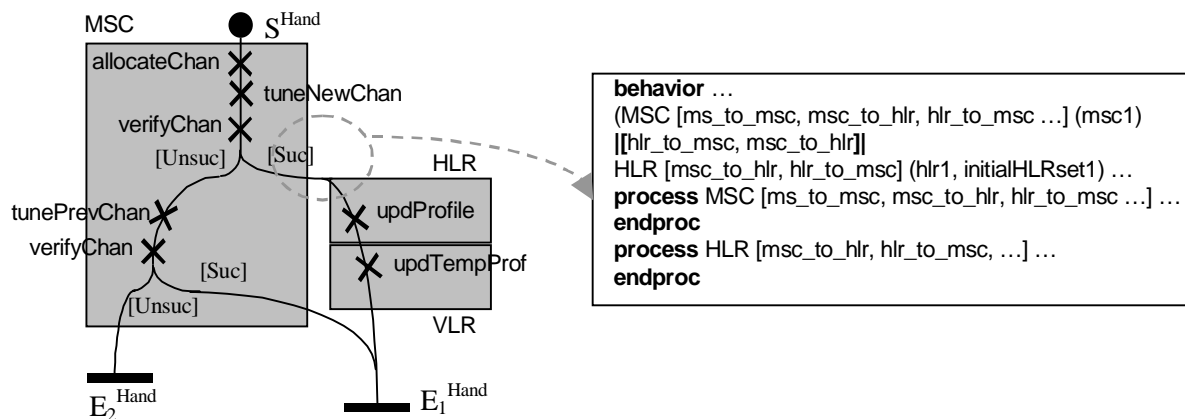 MSC
S^Hand
allocateChan
tuneNewChan
verifyChan
[Unsuc]
[Suc]
HLR
tunePrevChan
updProfile
verifyChan
updTempProf
[Suc]
[Unsuc]
VLR
E_2^Hand
E_1^Hand
behavior …
(MSC [ms_to_msc, msc_to_hlr, hlr_to_msc …] (msc1)
|[hlr_to_msc, msc_to_hlr]|
HLR [msc_to_hlr, hlr_to_msc] (hlr1, initialHLRset1) …
process MSC [ms_to_msc, msc_to_hlr, hlr_to_msc …] …
endproc
process HLR [msc_to_hlr, hlr_to_msc, …] …
endproc